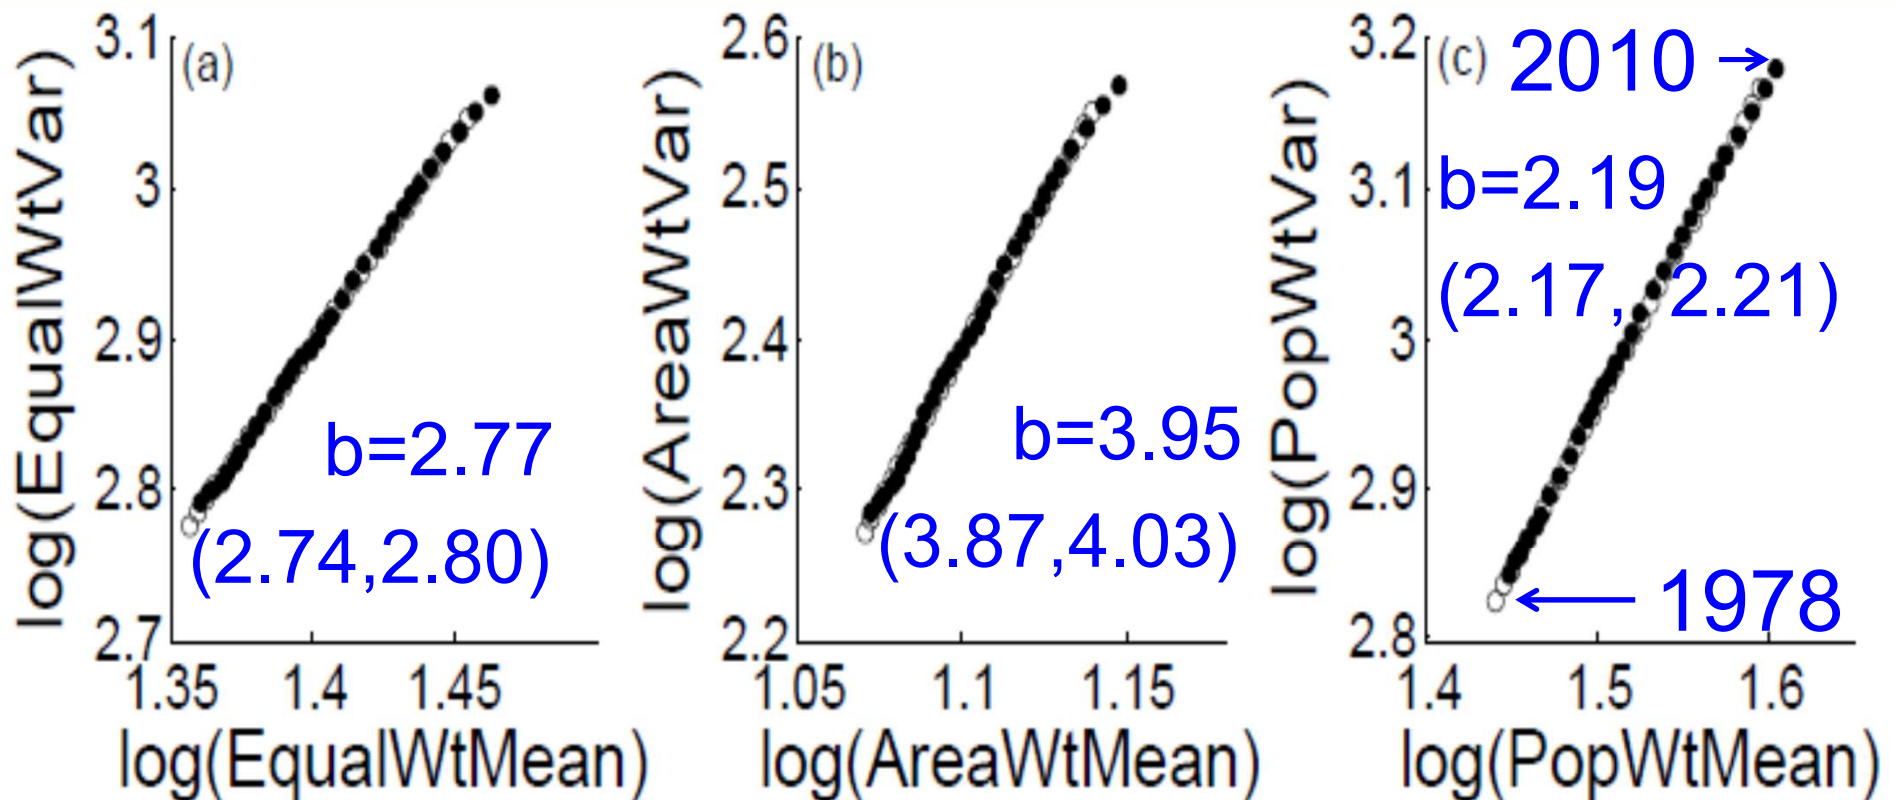 (a)
log(EqualWtVar)
3.1
3
2.9
2.8
2.7
b=2.77
(2.74,2.80)
1.35 1.4 1.45
log(EqualWtMean)
(b)
log(AreaWtVar)
2.6
2.5
2.4
2.3
2.2
b=3.95
(3.87,4.03)
1.05 1.1 1.15
log(AreaWtMean)
(c)
log(PopWtVar)
3.2
3.1
3
2.9
2.8
2010
b=2.19
(2.17, 2.21)
1978
1.4 1.5 1.6
log(PopWtMean)